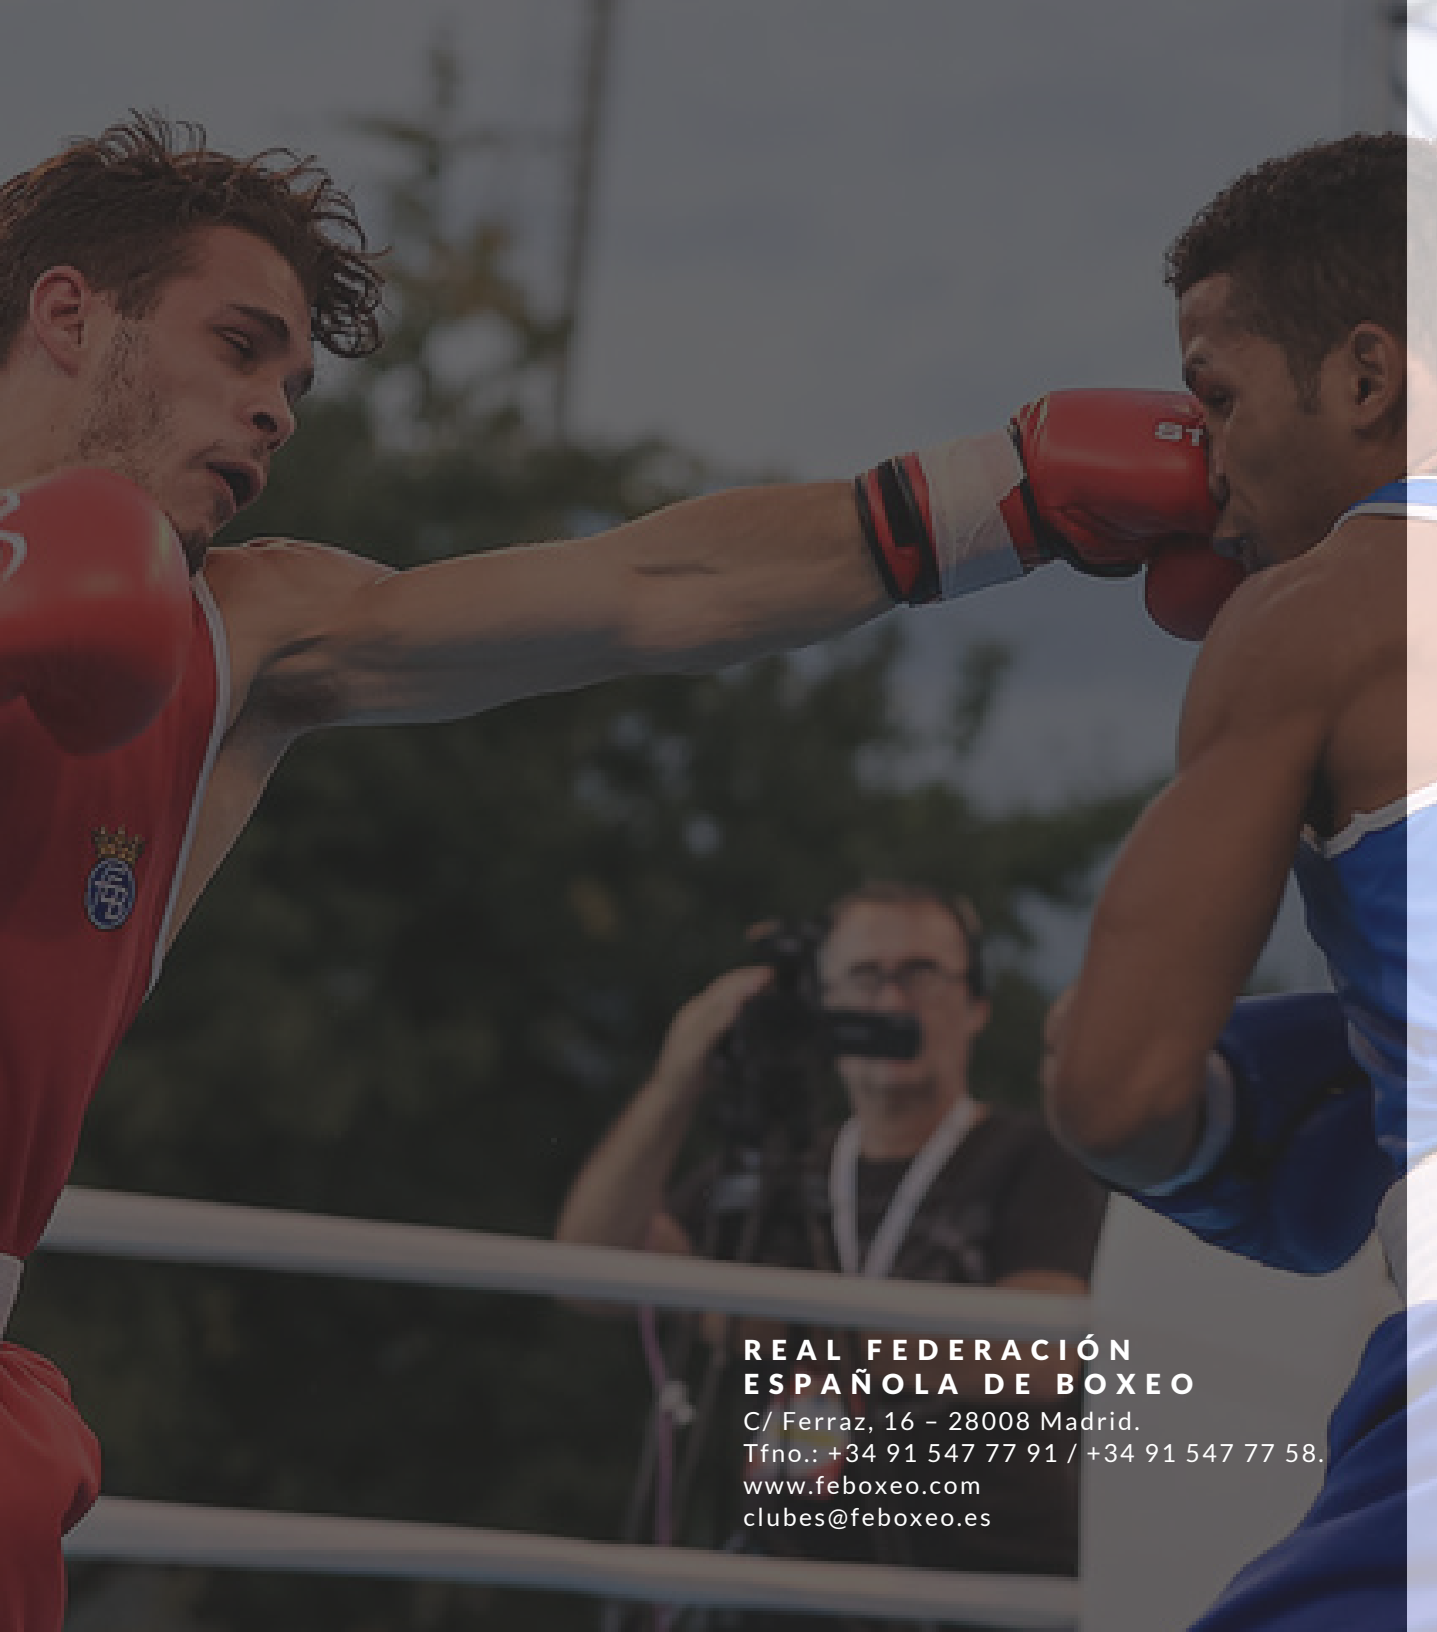 ST
REAL FEDERACIÓN
ESPAÑOLA DE BOXEO
C/ Ferraz, 16 – 28008 Madrid.
Tfno.: +34 91 547 77 91 / +34 91 547 77 58.
www.feboxeo.com
clubes@feboxeo.es